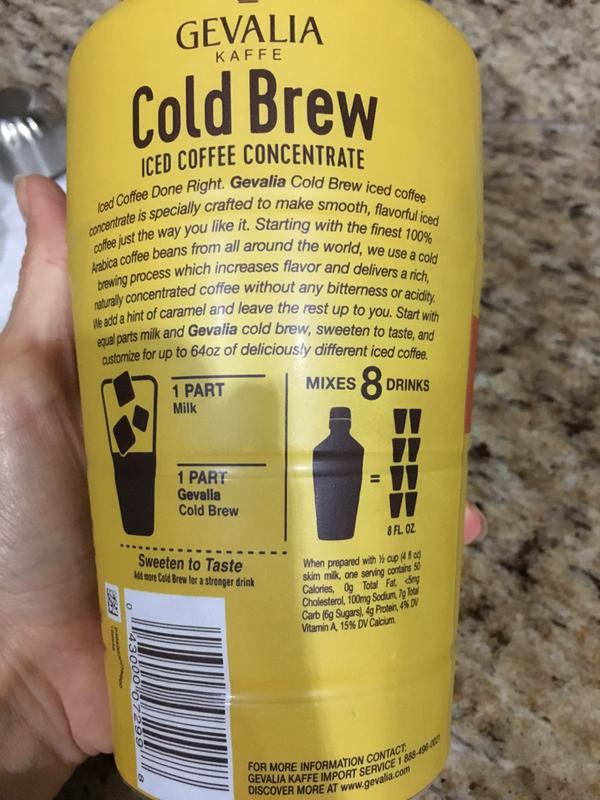 GEVALIA
KAFFE
Cold Brew
ICED COFFEE CONCENTRATE
Iced Coffee Done Right. Gevalia Cold Brew iced coffee
concentrate is specially crafted to make smooth, flavorful iced
coffee just the way you like it. Starting with the finest 100%
Arabica coffee beans from all around the world, we use a cold
brewing process which increases flavor and delivers a rich,
naturally concentrated coffee without any bitterness or acidity.
We add a hint of caramel and leave the rest up to you. Start with
equal parts milk and Gevalia cold brew, sweeten to taste, and
customize for up to 64oz of deliciously different iced coffee.
1 PART
Milk
1 PART
Gevalia
Cold Brew
Sweeten to Taste
Add more Cold Brew for a stronger drink
MIXES 8 DRINKS
=
8 FL. OZ.
When prepared with ½ cup (4 fl oz)
skim milk, one serving contains 50
Calories, 0g Total Fat, <5mg
Cholesterol, 100mg Sodium, 7g Total
Carb (6g Sugars), 4g Protein, 4% DV
Vitamin A, 15% DV Calcium.
0 43000 07299 8
FOR MORE INFORMATION CONTACT:
GEVALIA KAFFE IMPORT SERVICE 1 888-496-0021
DISCOVER MORE AT www.gevalia.com